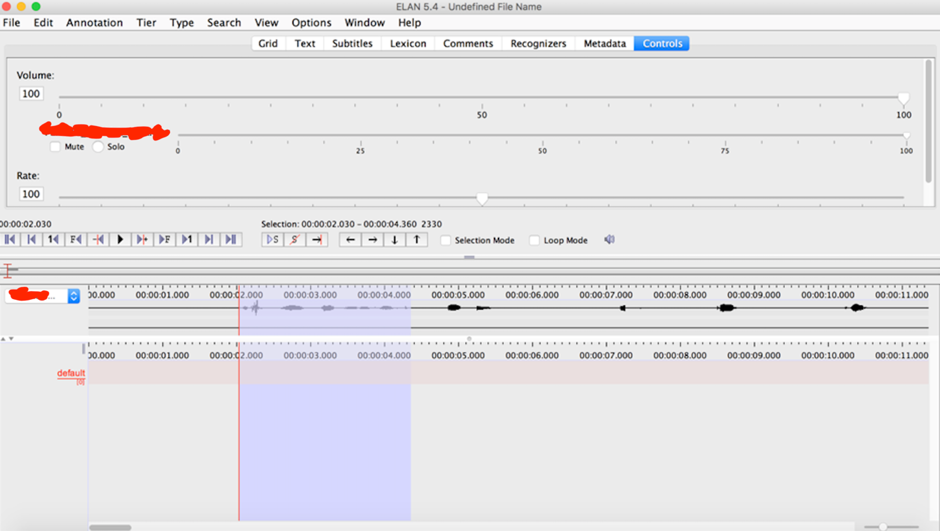 ELAN 5.4 - Undefined File Name
File Edit Annotation Tier Type Search View Options Window Help
Grid Text Subtitles Lexicon Comments Recognizers Metadata Controls
Volume:
100
0 50 100
Mute Solo
0 25 50 75 100
Rate:
100
00:00:02.030
Selection: 00:00:02.030 - 00:00:04.360 2330
Selection Mode Loop Mode
00.000 00:00:01.000 00:00:02.000 00:00:03.000 00:00:04.000 00:00:05.000 00:00:06.000 00:00:07.000 00:00:08.000 00:00:09.000 00:00:10.000 00:00:11.000
00.000 00:00:01.000 00:00:02.000 00:00:03.000 00:00:04.000 00:00:05.000 00:00:06.000 00:00:07.000 00:00:08.000 00:00:09.000 00:00:10.000 00:00:11.000
default
[0]